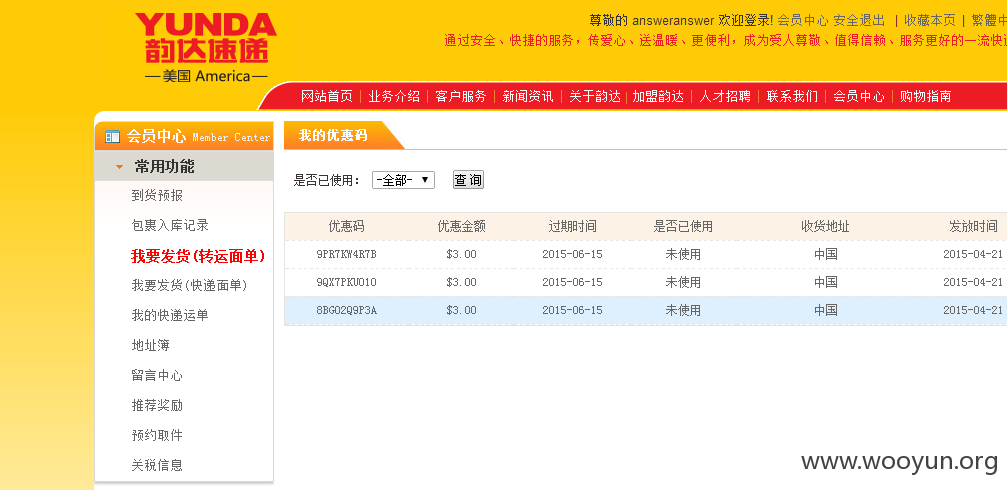 YUNDA
韵达速递
—美国 America—
尊敬的 answeranswer 欢迎登录! 会员中心 安全退出 | 收藏本页 | 繁體中
通过安全、快捷的服务，传爱心、送温暖、更便利，成为受人尊敬、值得信赖、服务更好的一流快递
网站首页 | 业务介绍 | 客户服务 | 新闻资讯 | 关于韵达 | 加盟韵达 | 人才招聘 | 联系我们 | 会员中心 | 购物指南
会员中心 Member Center
常用功能
到货预报
包裹入库记录
我要发货(转运面单)
我要发货(快递面单)
我的快递运单
地址簿
留言中心
推荐奖励
预约取件
关税信息
我的优惠码
是否已使用： -全部- 查询
优惠码 优惠金额 过期时间 是否已使用 收货地址 发放时间
9PR7KW4R7B $3.00 2015-06-15 未使用 中国 2015-04-21
9QX7PKU010 $3.00 2015-06-15 未使用 中国 2015-04-21
8BG02Q9P3A $3.00 2015-06-15 未使用 中国 2015-04-21
www.wooyun.org